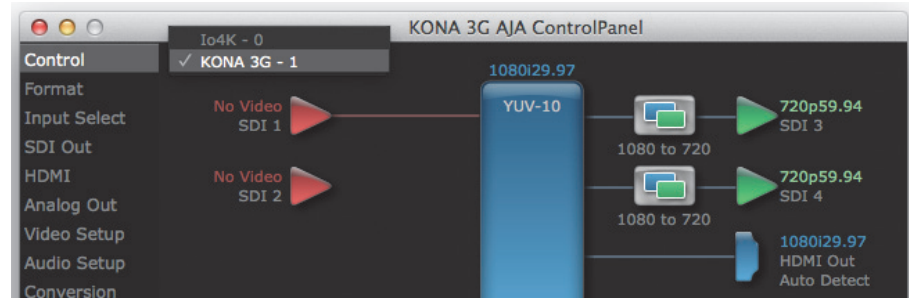 KONA 3G AJA ControlPanel
Io4K - 0
✓ KONA 3G - 1
Control
Format
Input Select
SDI Out
HDMI
Analog Out
Video Setup
Audio Setup
Conversion
No Video
SDI 1
No Video
SDI 2
1080i29.97
YUV-10
1080 to 720
720p59.94
SDI 3
1080 to 720
720p59.94
SDI 4
1080i29.97
HDMI Out
Auto Detect